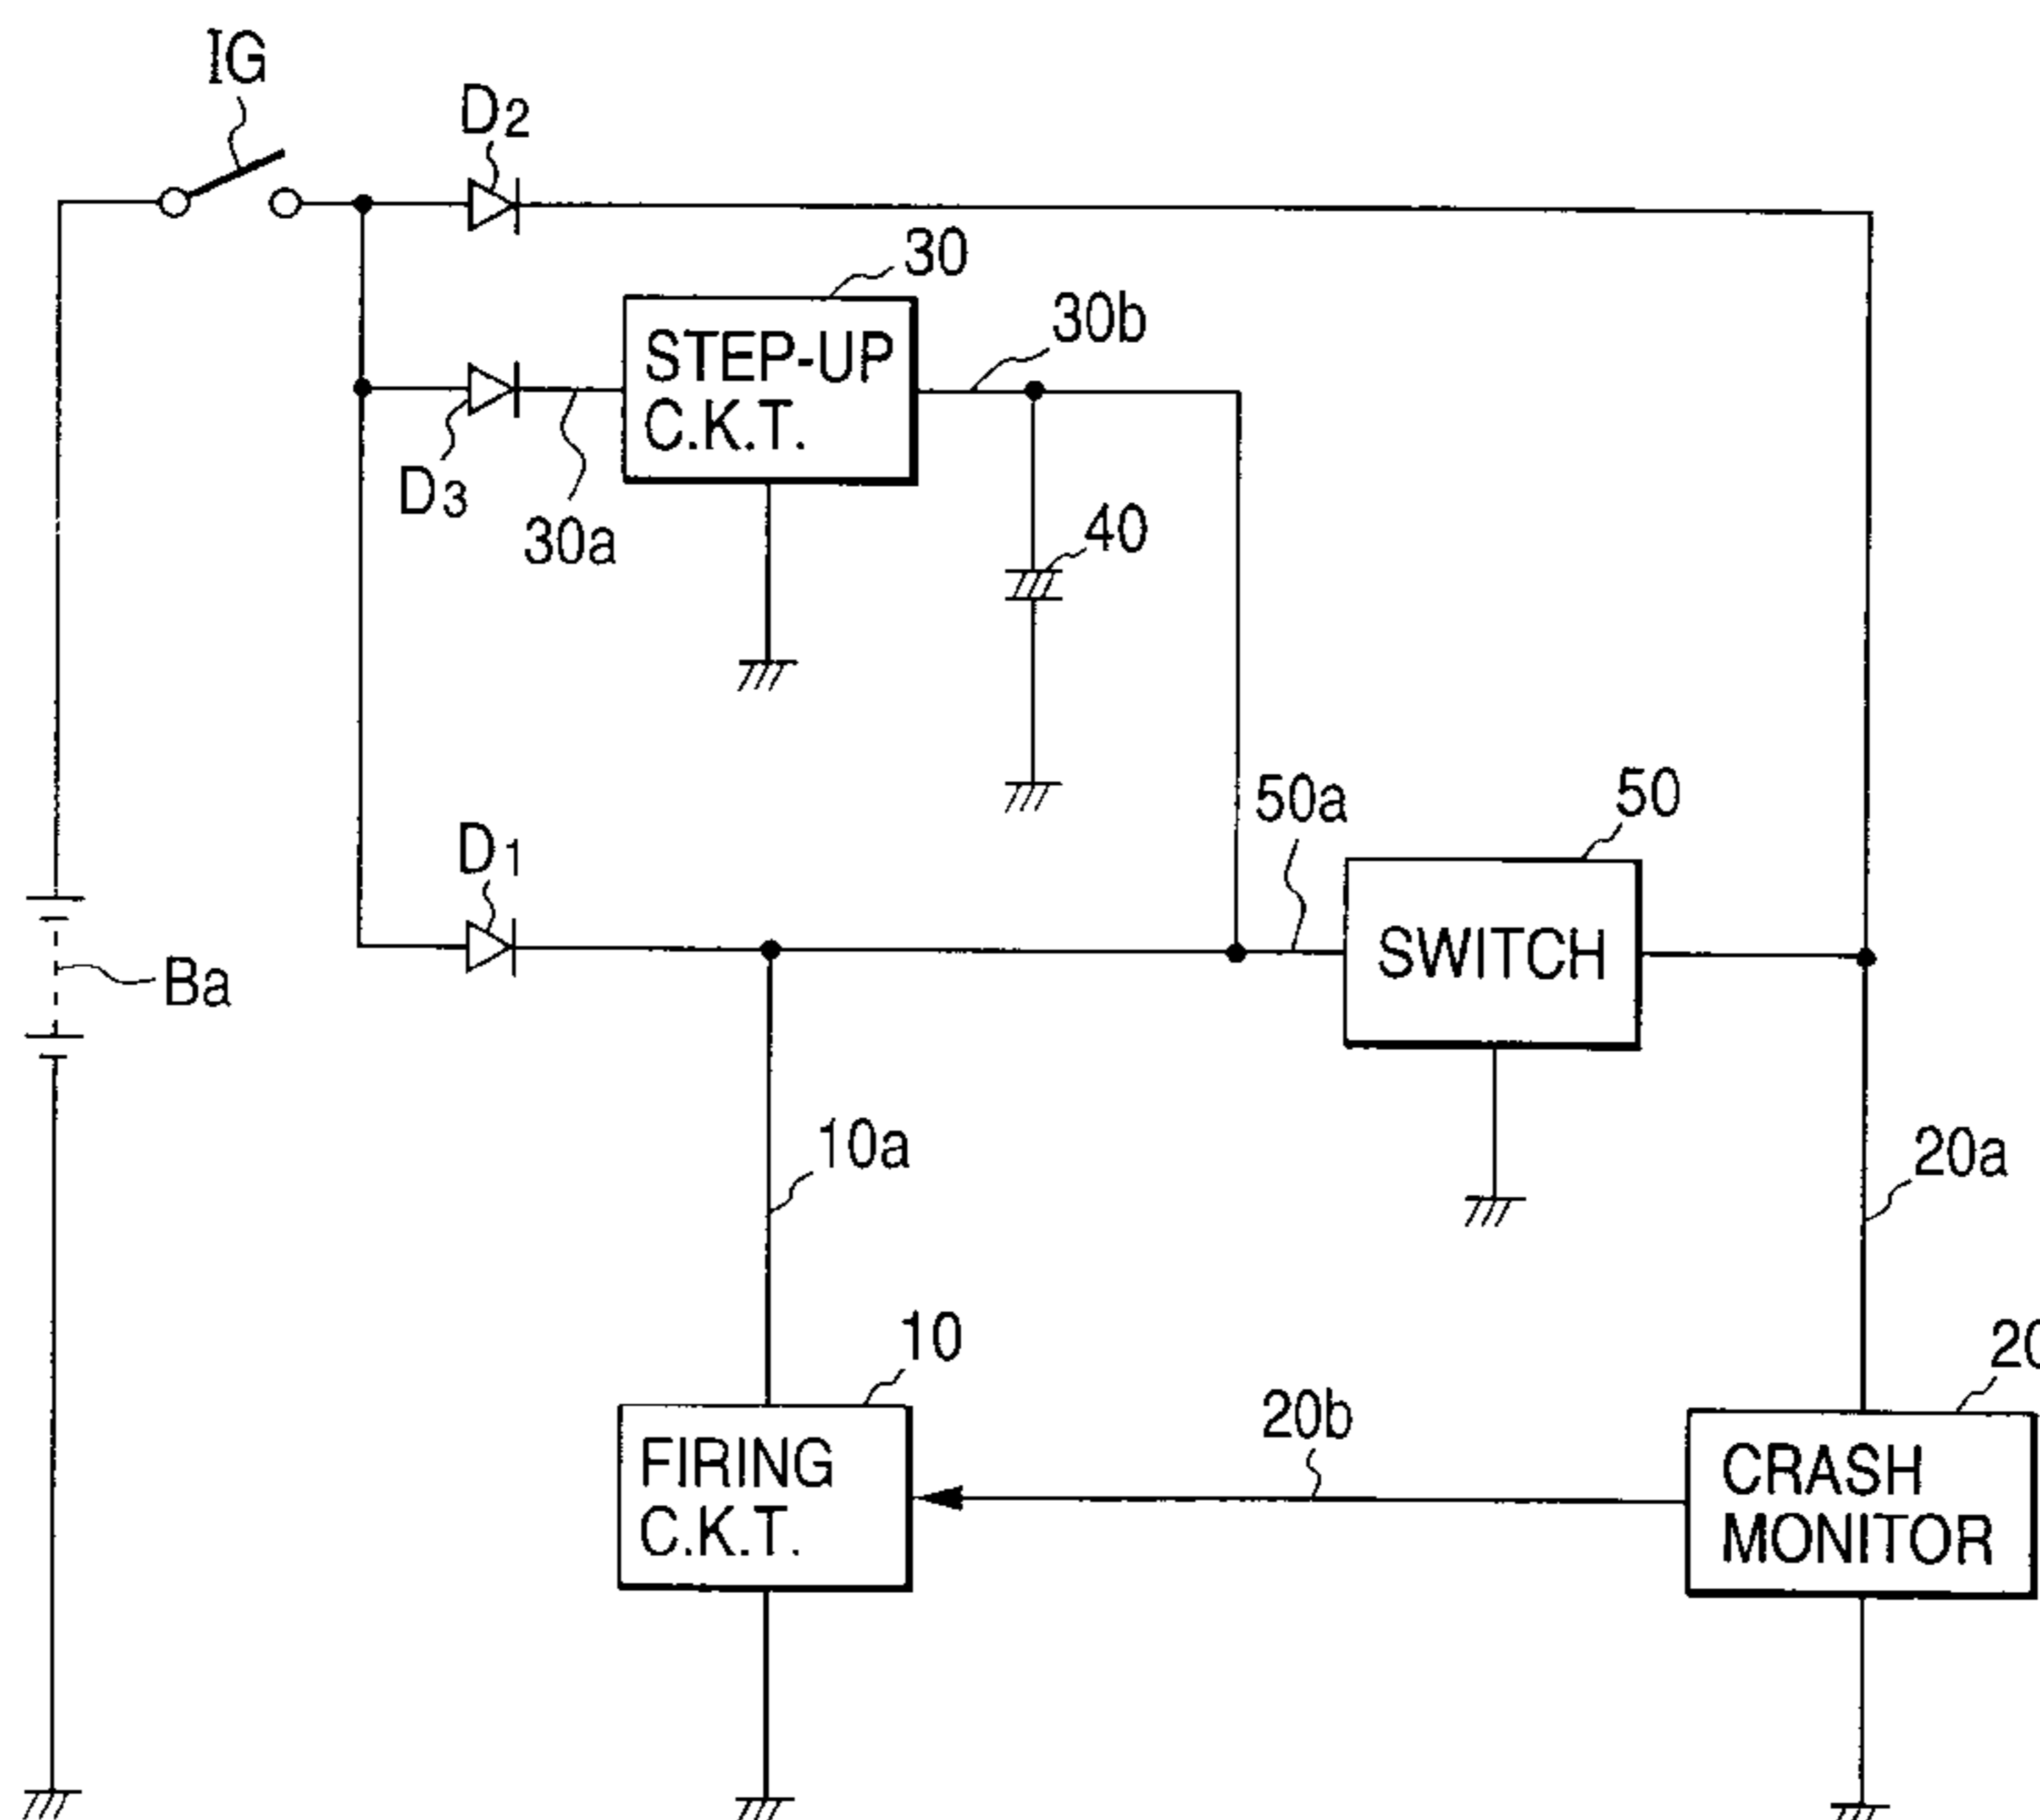 IG
D2
30
STEP-UP
C.K.T.
30b
D3
30a
40
D1
50a
50
SWITCH
Ba
10a
20a
10
20
20b
FIRING
C.K.T.
CRASH
MONITOR